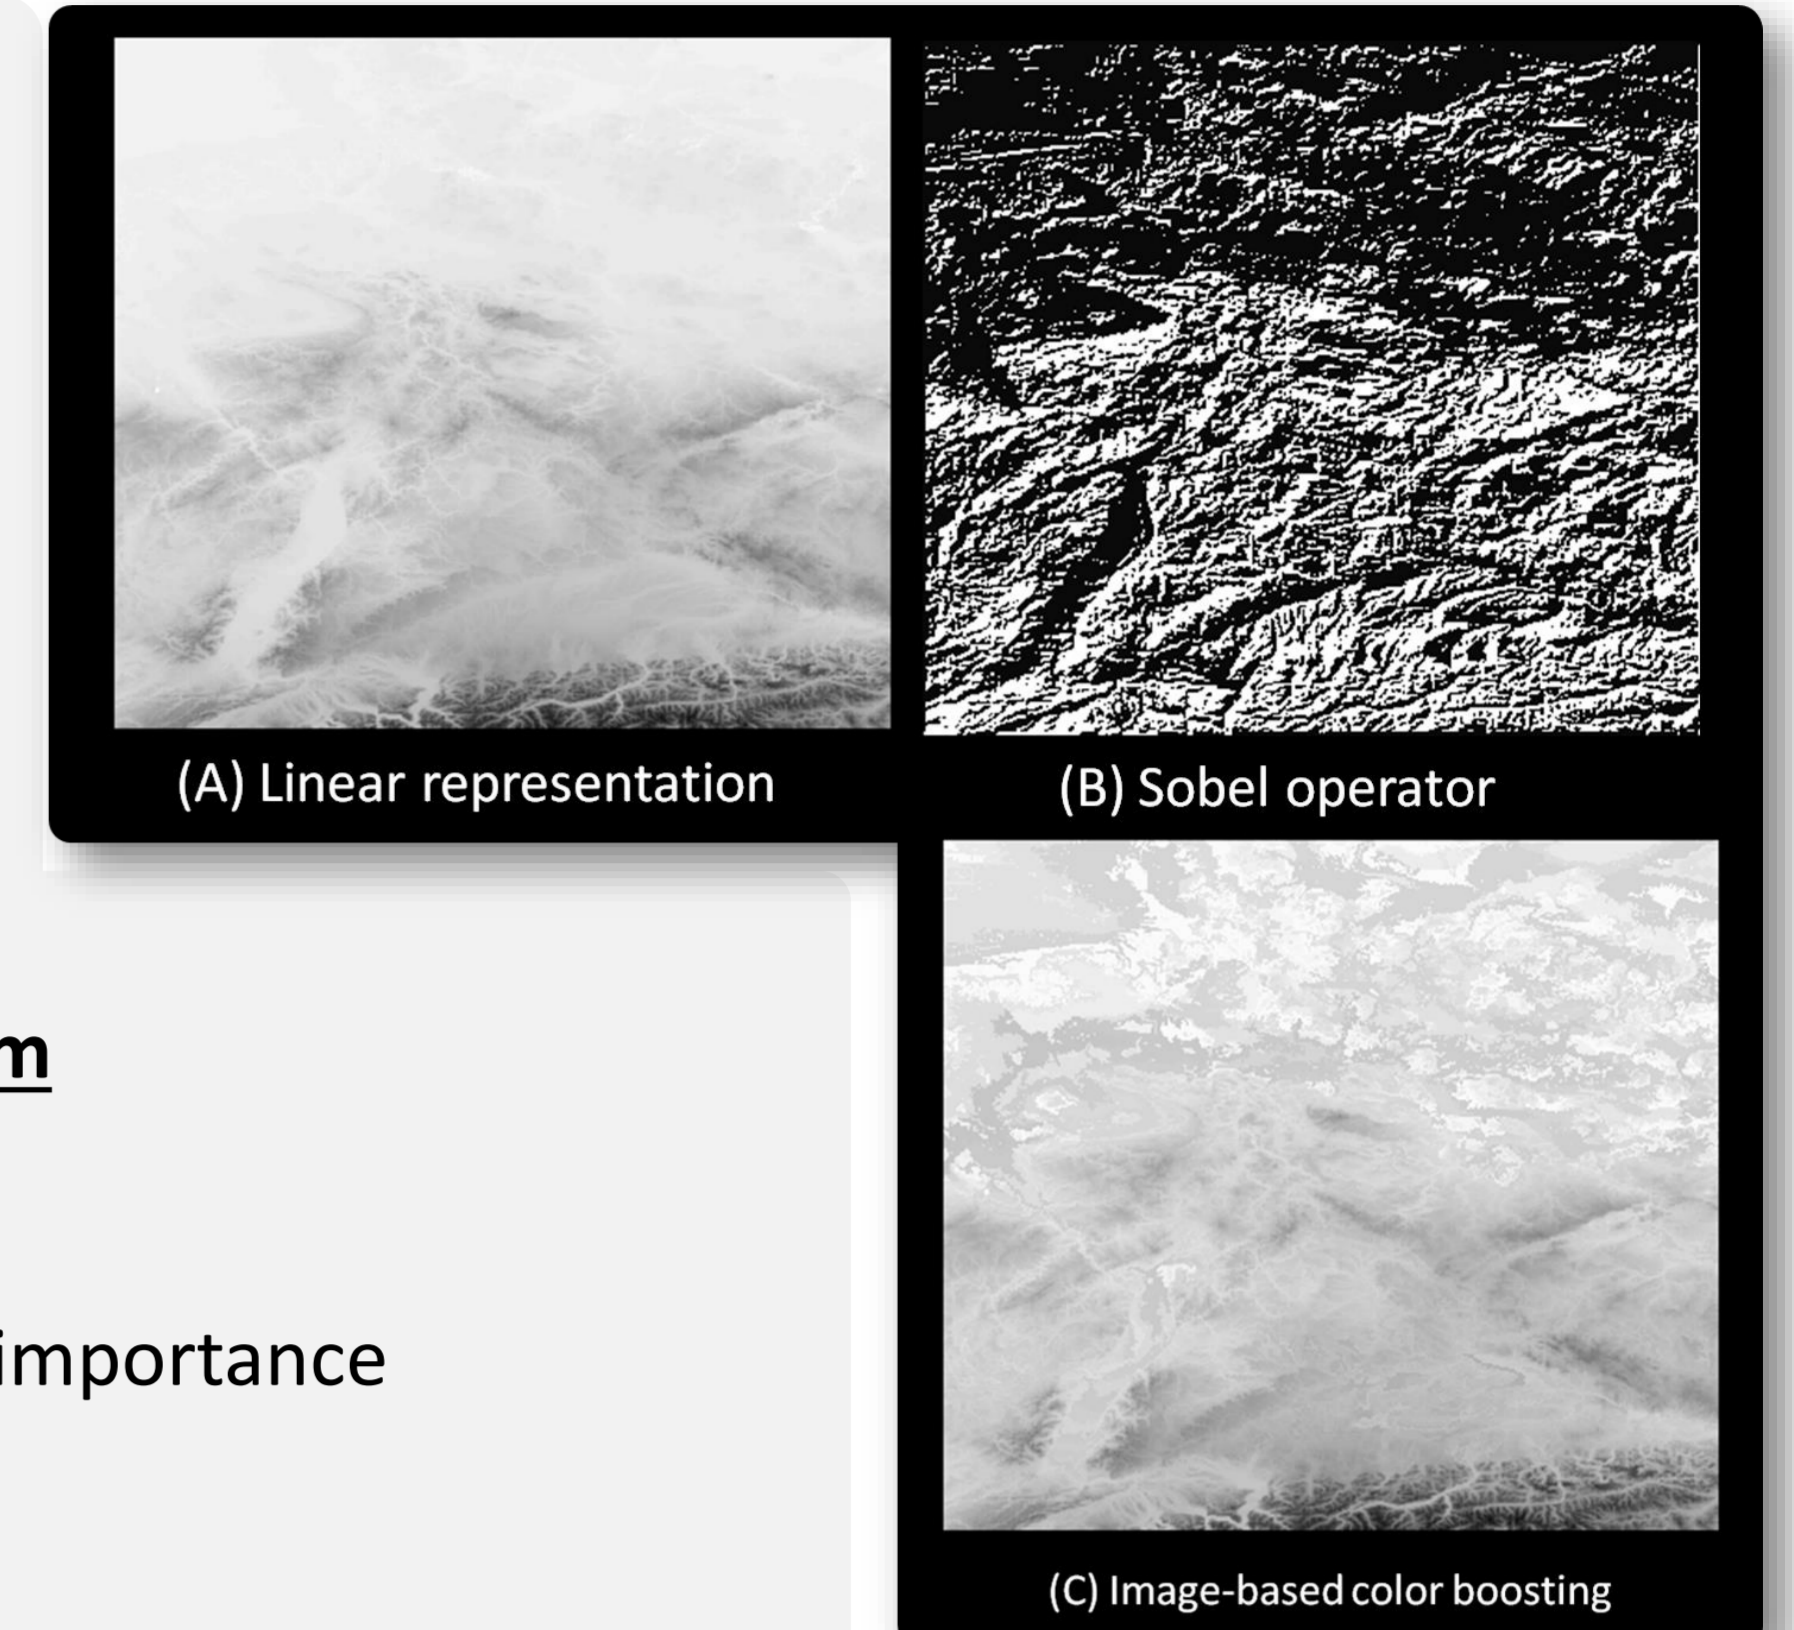 (A) Linear representation
(B) Sobel operator
m
importance
(C) Image-based color boosting